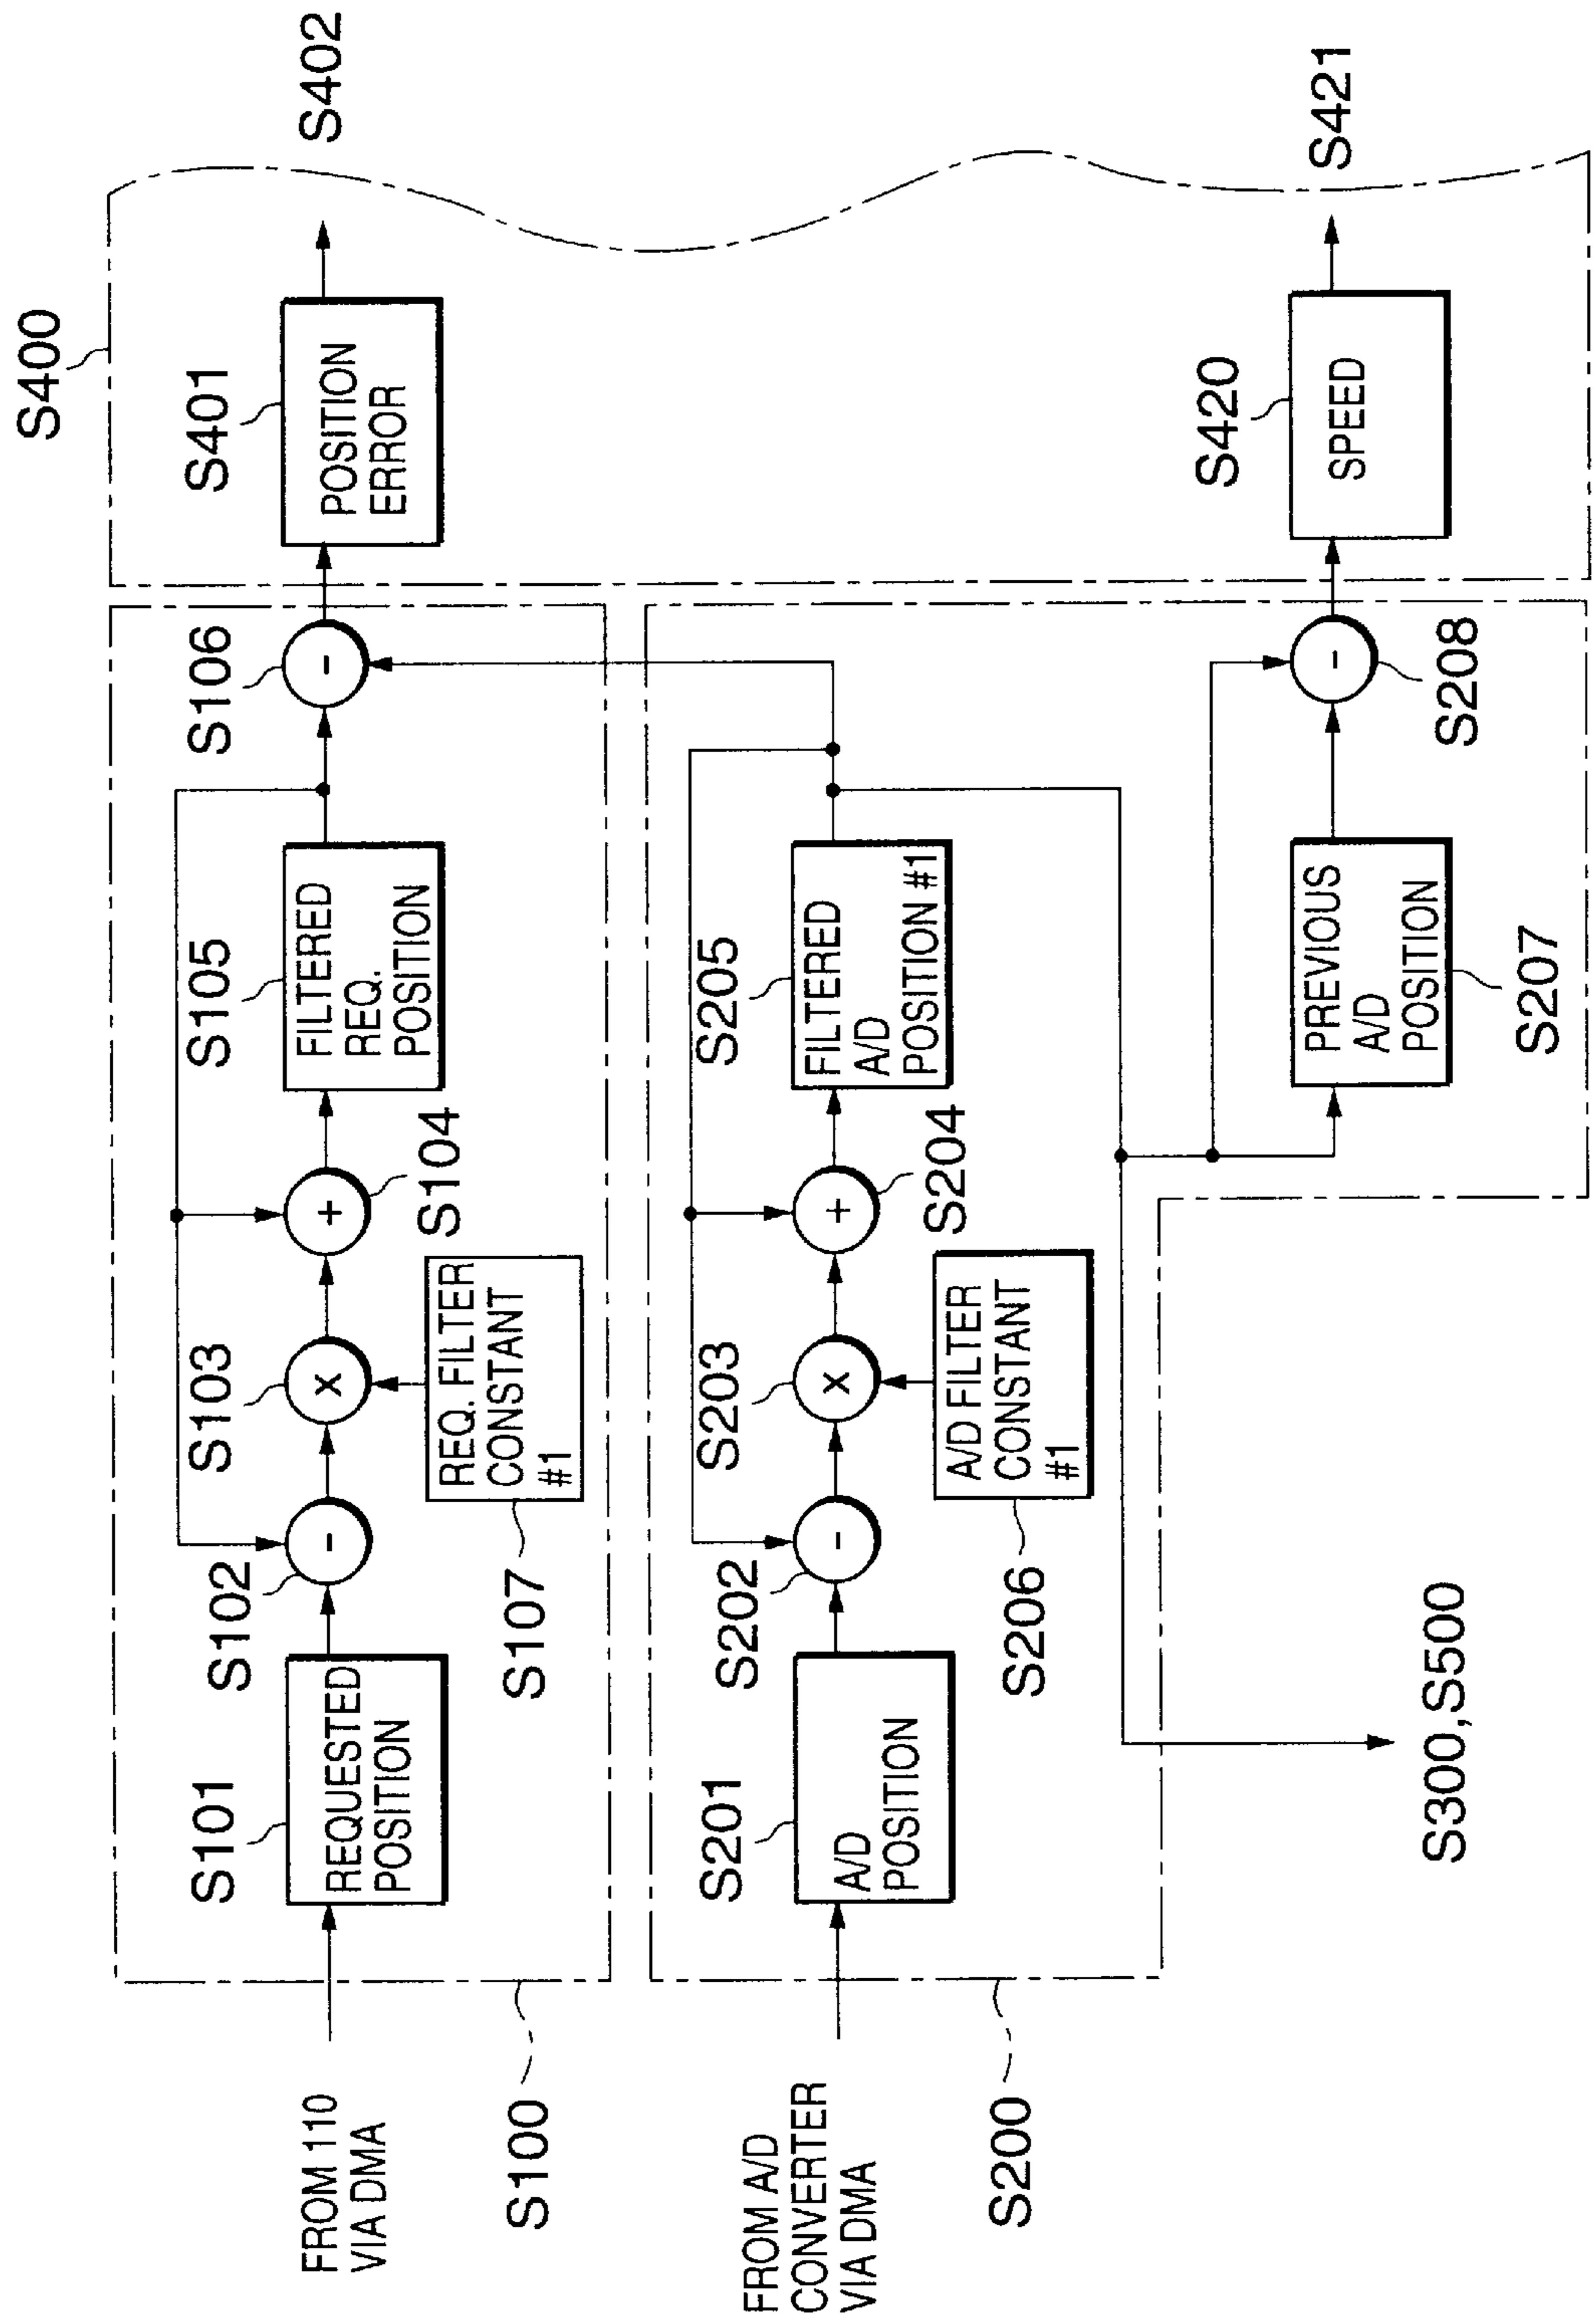 S400
S402
S401
POSITION
ERROR
S106
S105
FILTERED
REQ.
POSITION
S104
S103
REQ. FILTER
CONSTANT
#1
S107
S102
S101
REQUESTED
POSITION
-
x
+
-
FROM 110
VIA DMA
S100
S205
FILTERED
A/D
POSITION #1
S204
S203
A/D FILTER
CONSTANT
#1
S206
S202
S201
A/D
POSITION
-
x
+
FROM A/D
CONVERTER
VIA DMA
S200
S421
S420
SPEED
-
S208
PREVIOUS
A/D
POSITION
S207
S300,S500